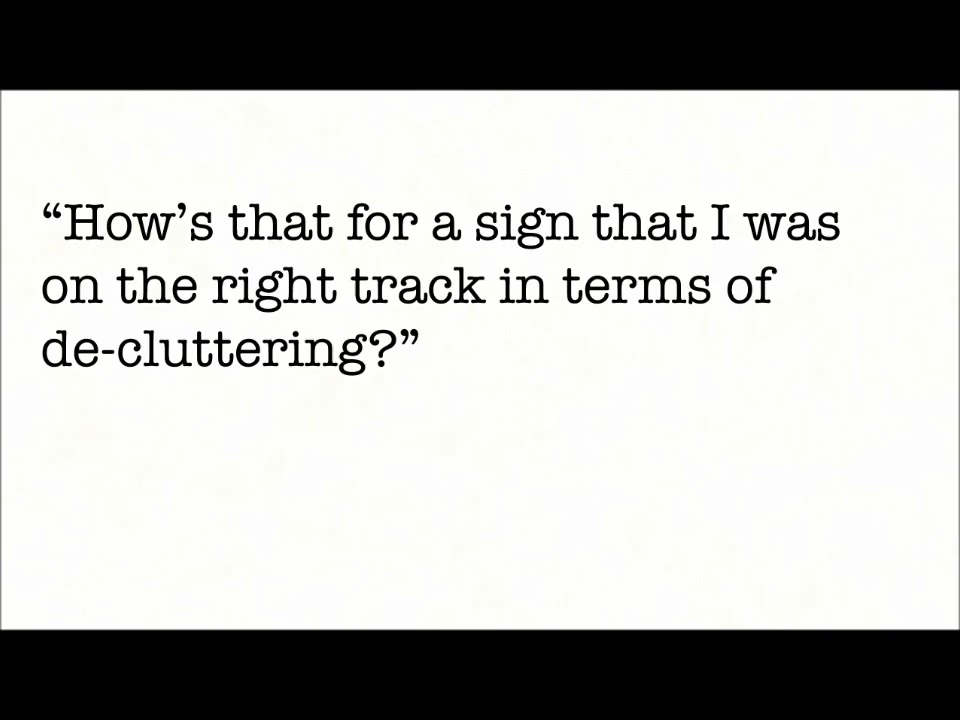 “How’s that for a sign that I was
on the right track in terms of
de-cluttering?”